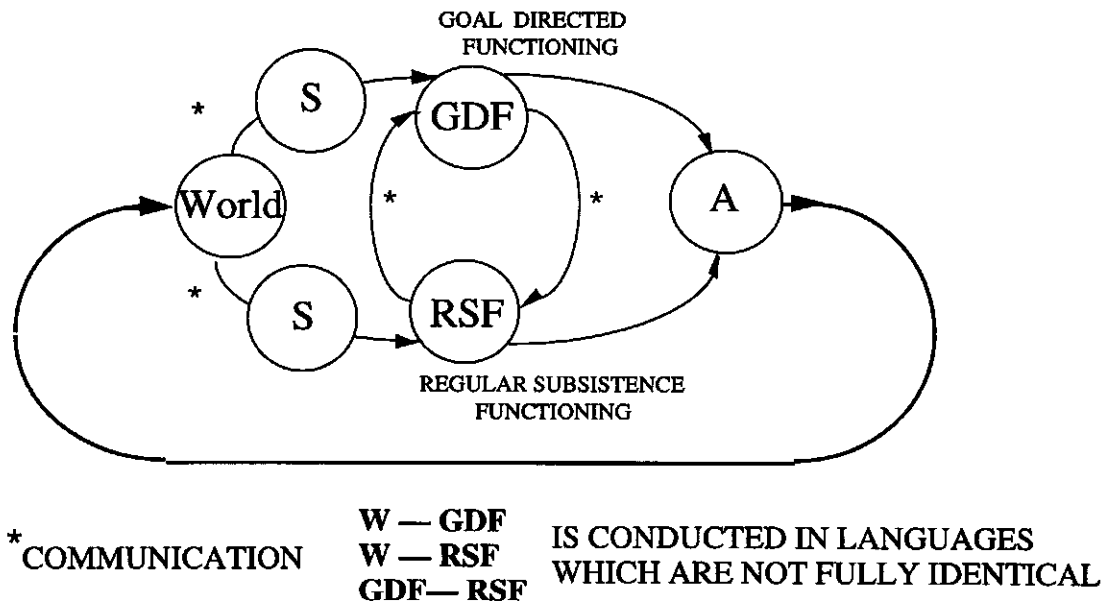 GOAL DIRECTED
FUNCTIONING
* S GDF
World * * A
* S RSF
REGULAR SUBSISTENCE
FUNCTIONING
*COMMUNICATION
W — GDF
W — RSF
GDF— RSF
IS CONDUCTED IN LANGUAGES
WHICH ARE NOT FULLY IDENTICAL